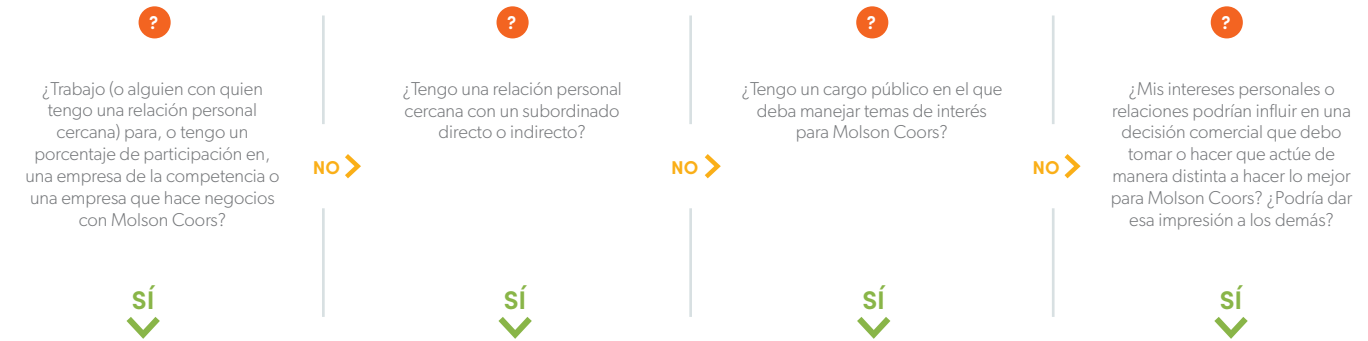 ?
¿Trabajo (o alguien con quien
tengo una relación personal
cercana) para, o tengo un
porcentaje de participación en,
una empresa de la competencia o
una empresa que hace negocios
con Molson Coors?
SÍ
NO
?
¿Tengo una relación personal
cercana con un subordinado
directo o indirecto?
SÍ
NO
?
¿Tengo un cargo público en el que
deba manejar temas de interés
para Molson Coors?
SÍ
NO
?
¿Mis intereses personales o
relaciones podrían influir en una
decisión comercial que debo
tomar o hacer que actúe de
manera distinta a hacer lo mejor
para Molson Coors? ¿Podría dar
esa impresión a los demás?
SÍ